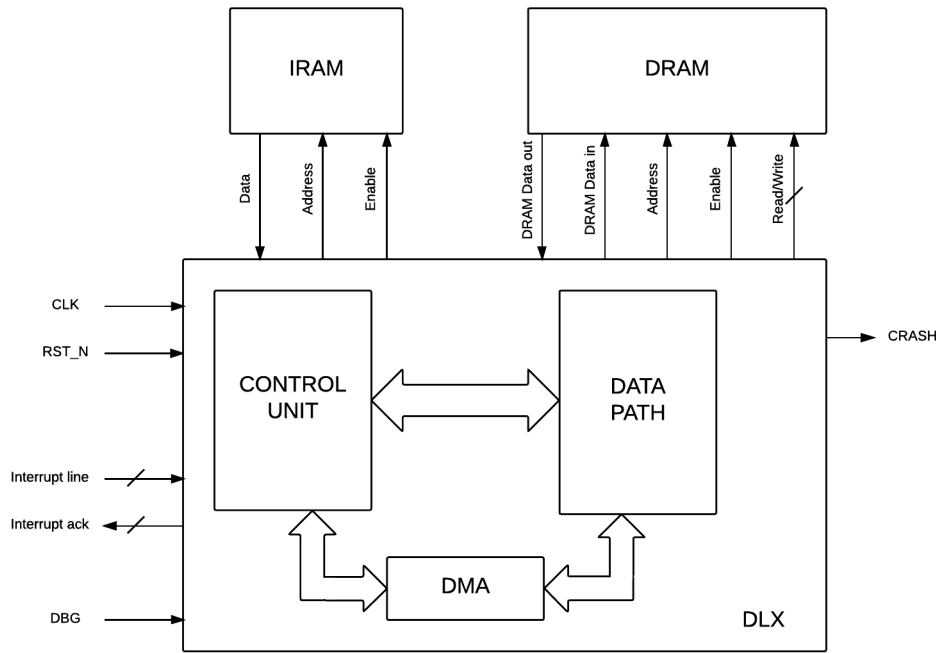 IRAM
DRAM
Data
Address
Enable
DRAM Data out
DRAM Data in
Address
Enable
Read/Write
CLK
RST_N
Interrupt line
Interrupt ack
DBG
CONTROL
UNIT
DATA
PATH
DMA
DLX
CRASH